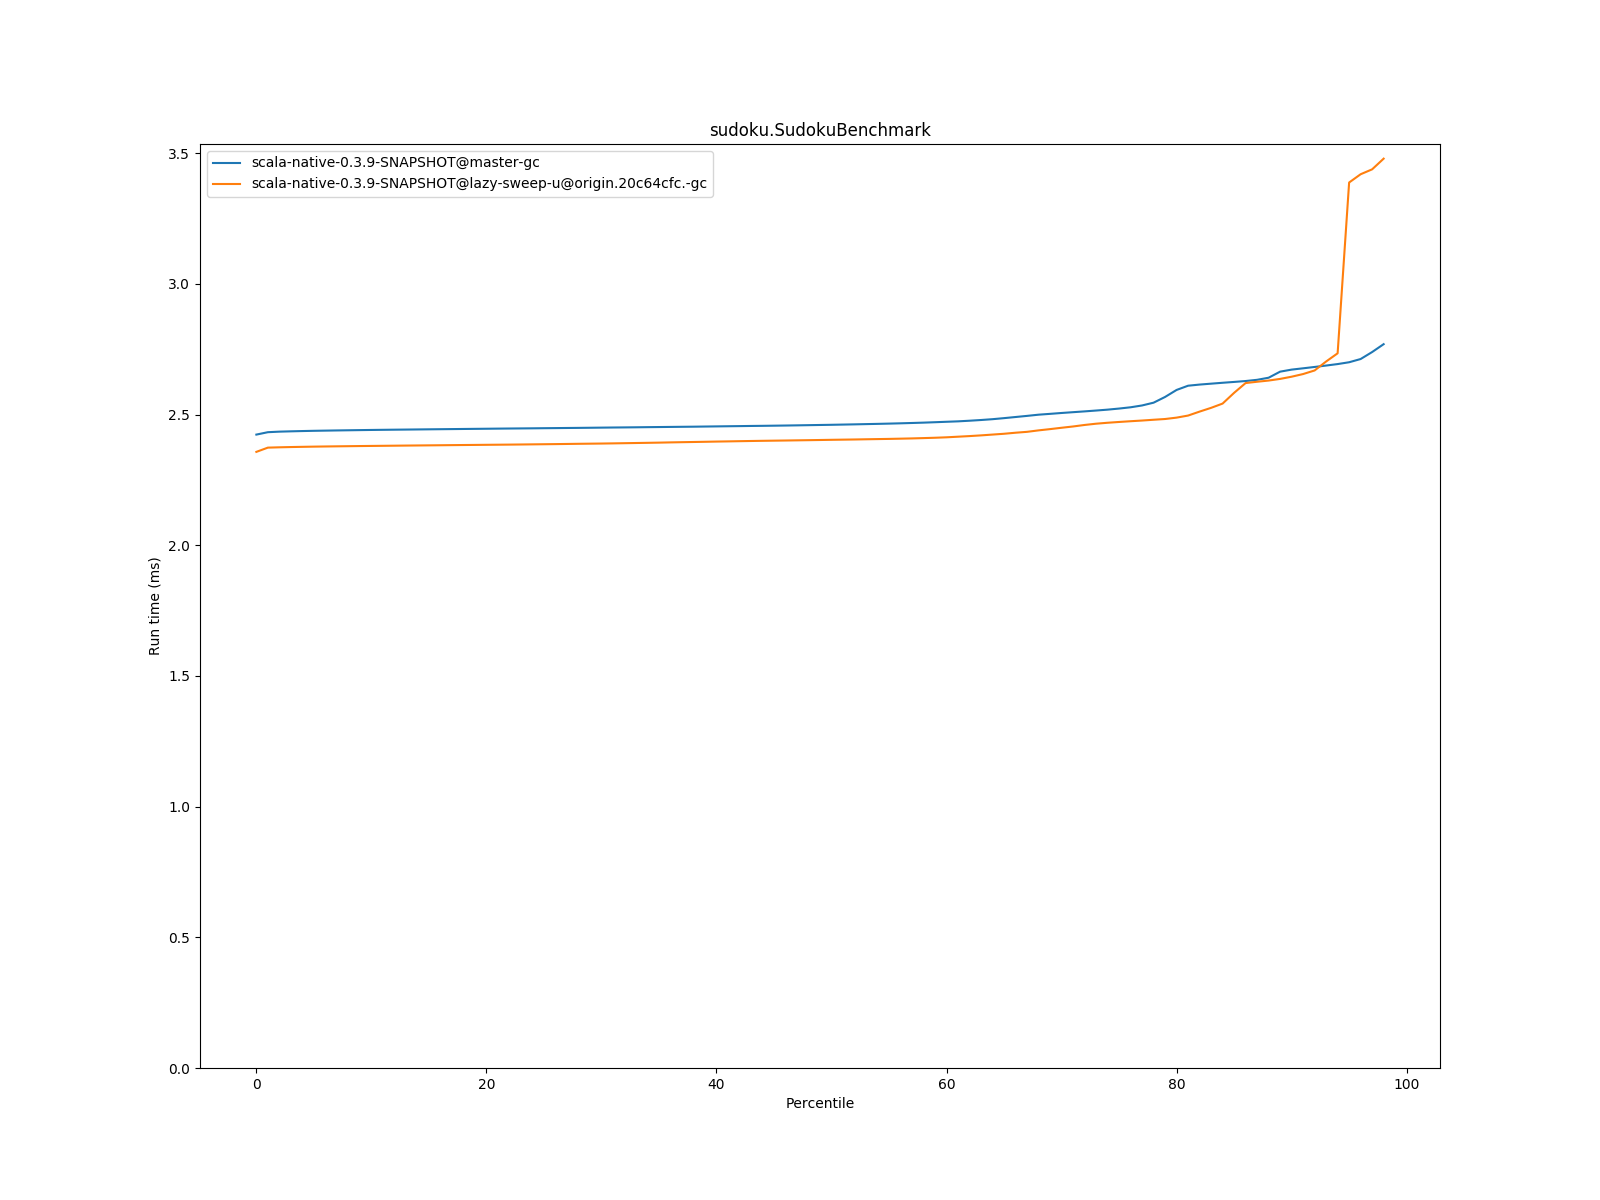 sudoku.SudokuBenchmark
scala-native-0.3.9-SNAPSHOT@master-gc
scala-native-0.3.9-SNAPSHOT@lazy-sweep-u@origin.20c64cfc.-gc
3.5
3.0
2.5
2.0
1.5
1.0
0.5
0.0
Run time (ms)
0 20 40 60 80 100
Percentile